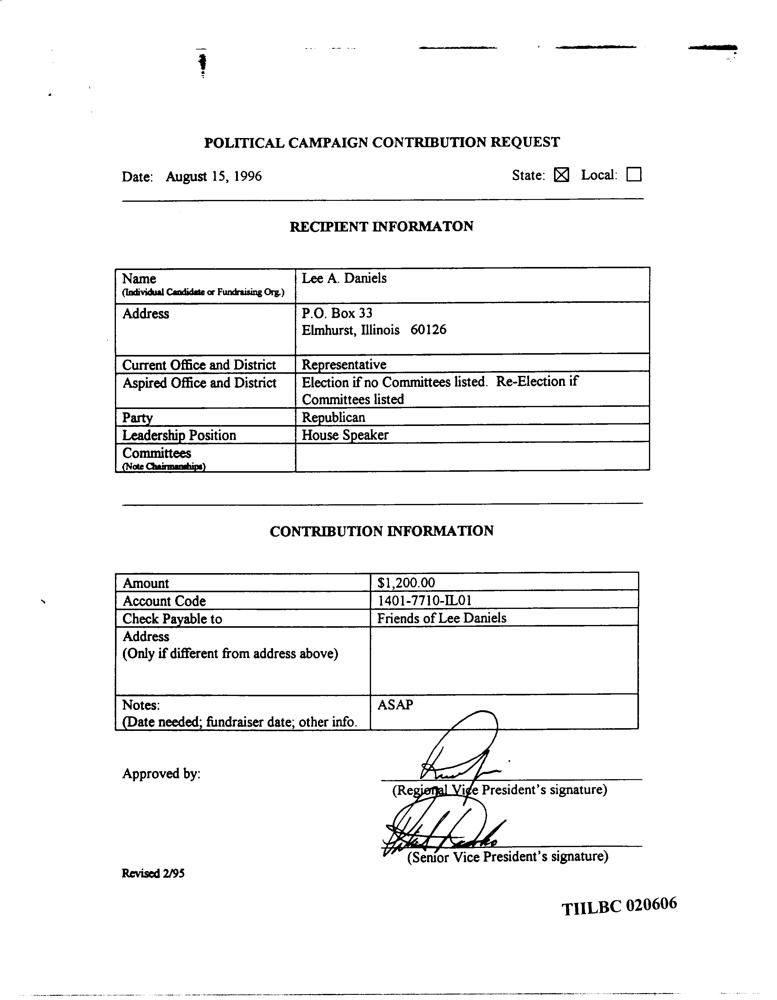 POLITICAL CAMPAIGN CONTRIBUTION REQUEST
Date: August 15, 1996 State: ☒ Local: ☐
RECIPIENT INFORMATON
Name Lee A. Daniels
(Individual Candidate or Fundraising Org.)
Address P.O. Box 33
Elmhurst, Illinois 60126
Current Office and District Representative
Aspired Office and District Election if no Committees listed. Re-Election if
Committees listed
Party Republican
Leadership Position House Speaker
Committees
(Note Chairmanships)
CONTRIBUTION INFORMATION
Amount $1,200.00
Account Code 1401-7710-IL01
Check Payable to Friends of Lee Daniels
Address
(Only if different from address above)
Notes: ASAP
(Date needed; fundraiser date; other info.
Approved by:
(Regional Vice President's signature)
(Senior Vice President's signature)
Revised 2/95
TIILBC 020606